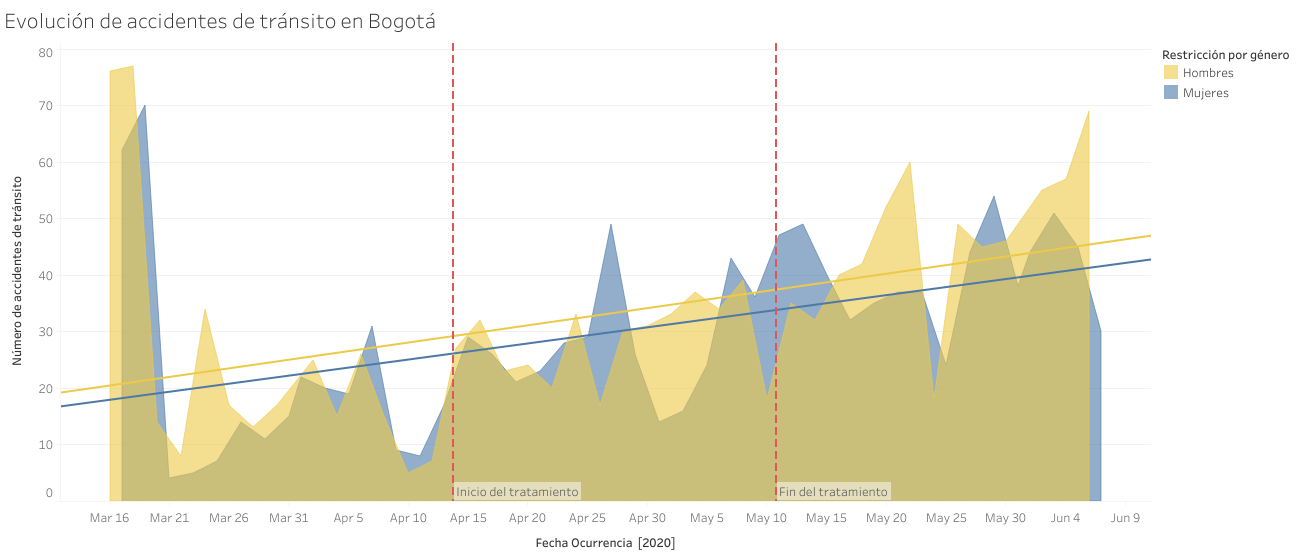 Evolución de accidentes de tránsito en Bogotá
Restricción por género
Hombres
Mujeres
Número de accidentes de tránsito
80
70
60
50
40
30
20
10
0
Inicio del tratamiento
Fin del tratamiento
Mar 16
Mar 21
Mar 26
Mar 31
Apr 5
Apr 10
Apr 15
Apr 20
Apr 25
Apr 30
May 5
May 10
May 15
May 20
May 25
May 30
Jun 4
Jun 9
Fecha Ocurrencia [2020]